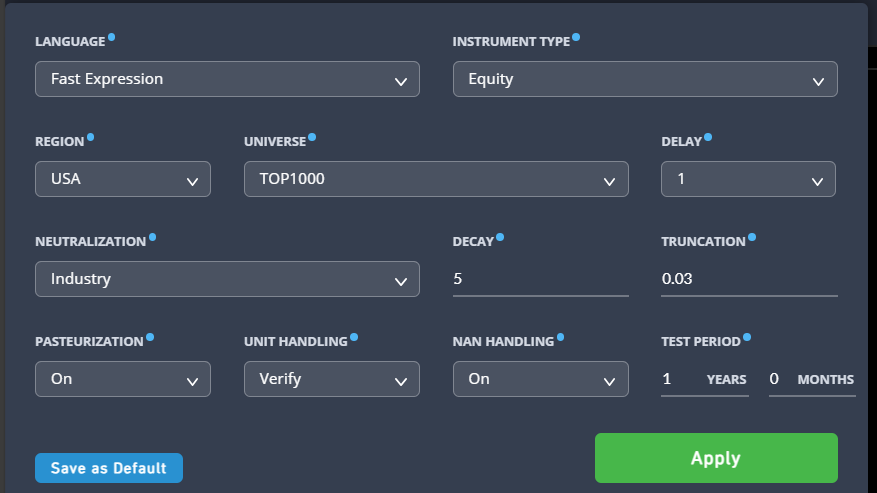 LANGUAGE INSTRUMENT TYPE
Fast Expression Equity
REGION UNIVERSE DELAY
USA TOP1000 1
NEUTRALIZATION DECAY TRUNCATION
Industry 5 0.03
PASTEURIZATION UNIT HANDLING NAN HANDLING TEST PERIOD
On Verify On 1 YEARS 0 MONTHS
Save as Default Apply